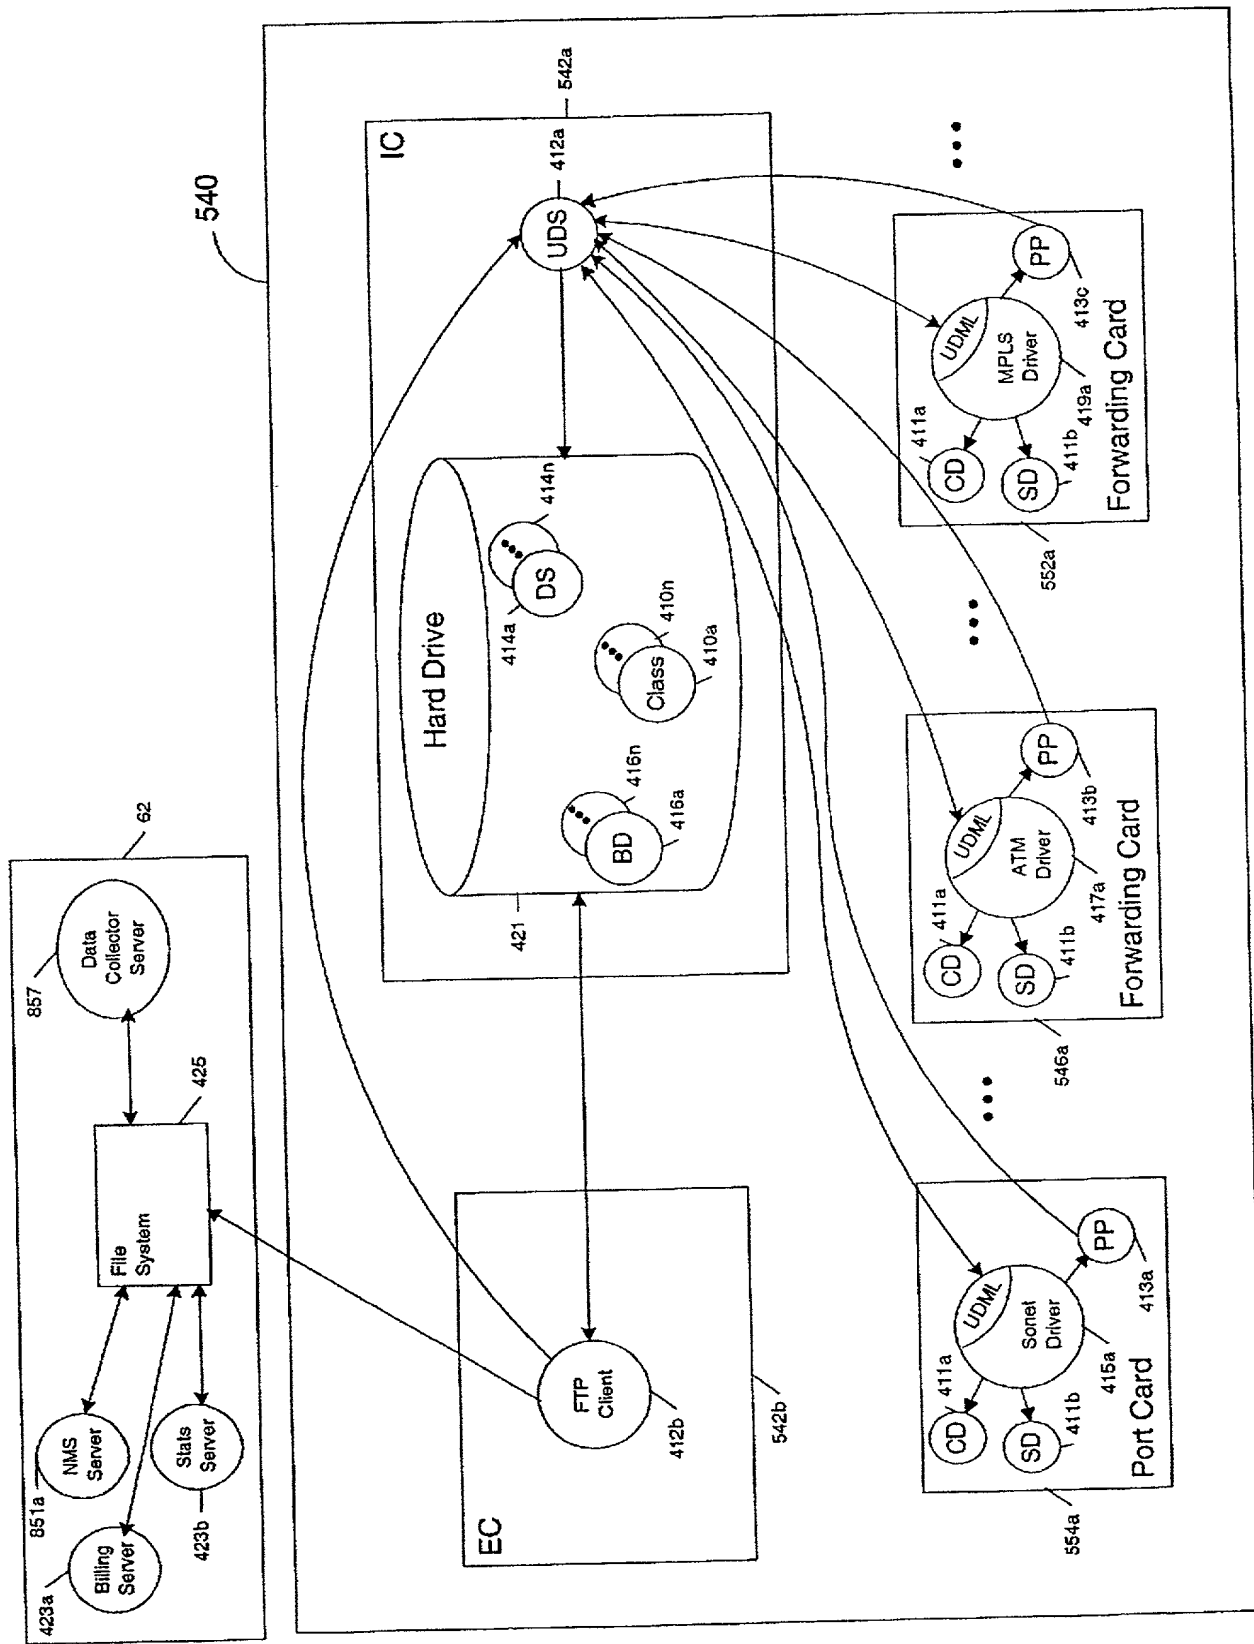 62
857
Data
Collector
Server
425
File
System
851a
NMS
Server
423a
Billing
Server
Stats
Server
423b
540
IC
542a
UDS
412a
Hard Drive
421
DS
414a
414n
Class
410n
410a
BD
416n
416a
EC
FTP
Client
412b
542b
Port Card
554a
CD
411a
SD
411b
UDML
Sonet
Driver
415a
PP
413a
•••
Forwarding Card
546a
CD
411a
SD
411b
UDML
ATM
Driver
417a
PP
413b
•••
Forwarding Card
552a
CD
411a
SD
411b
UDML
MPLS
Driver
419a
PP
413c
•••